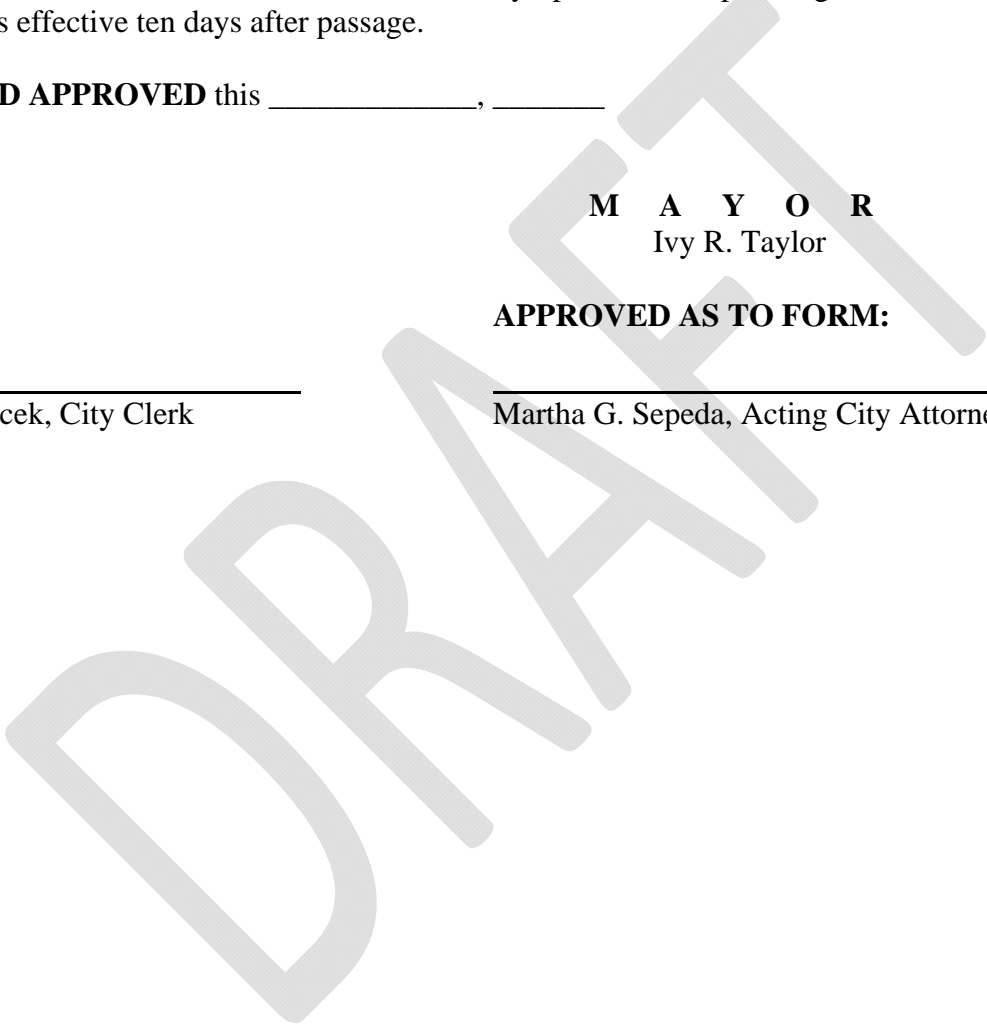 s effective ten days after passage.
D APPROVED this _____________, _______
M A Y O R
Ivy R. Taylor
APPROVED AS TO FORM:
cek, City Clerk
Martha G. Sepeda, Acting City Attorne
DRAFT